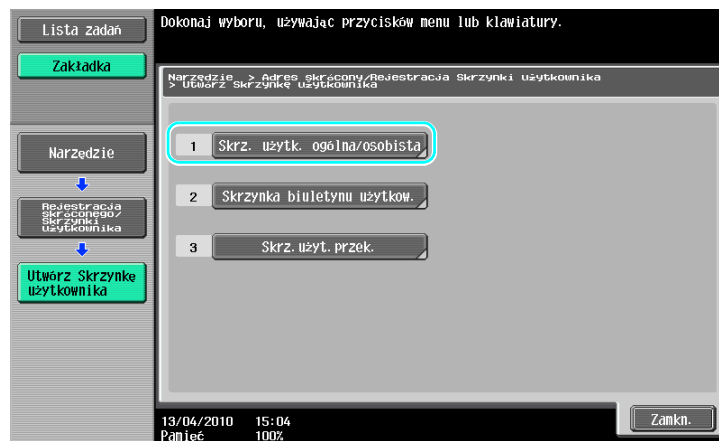 Lista zadań
Dokonaj wyboru, używając przycisków menu lub klawiatury.
Zakładka
Narzędzie > Adres skrócony/Rejestracja Skrzynki użytkownika
> Utwórz Skrzynkę użytkownika
1 Skrz. użytk. ogólna/osobista
Narzędzie
2 Skrzynka biuletynu użytkow.
Rejestracja
skróconego/
Skrzynki
użytkownika
3 Skrz.użyt.przek.
Utwórz Skrzynkę
użytkownika
13/04/2010 15:04
Pamięć 100%
Zamkn.